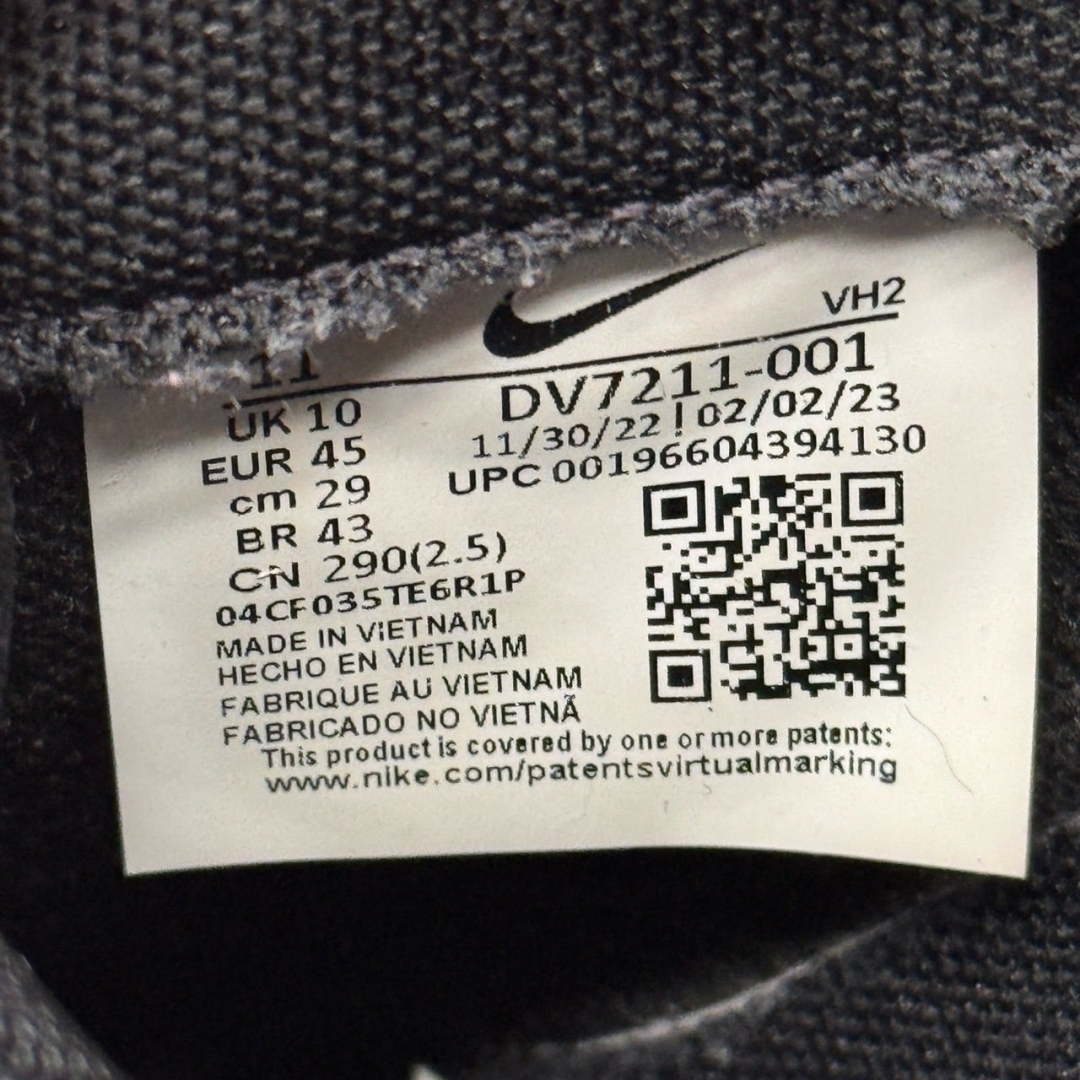 VH2
11
DV7211-001
UK 10
11/30/22 | 02/02/23
EUR 45
UPC 00196604394130
cm 29
BR 43
CN 290(2.5)
04CF035TE6R1P
MADE IN VIETNAM
HECHO EN VIETNAM
FABRIQUE AU VIETNAM
FABRICADO NO VIETNÃ
This product is covered by one or more patents:
www.nike.com/patentsvirtualmarking